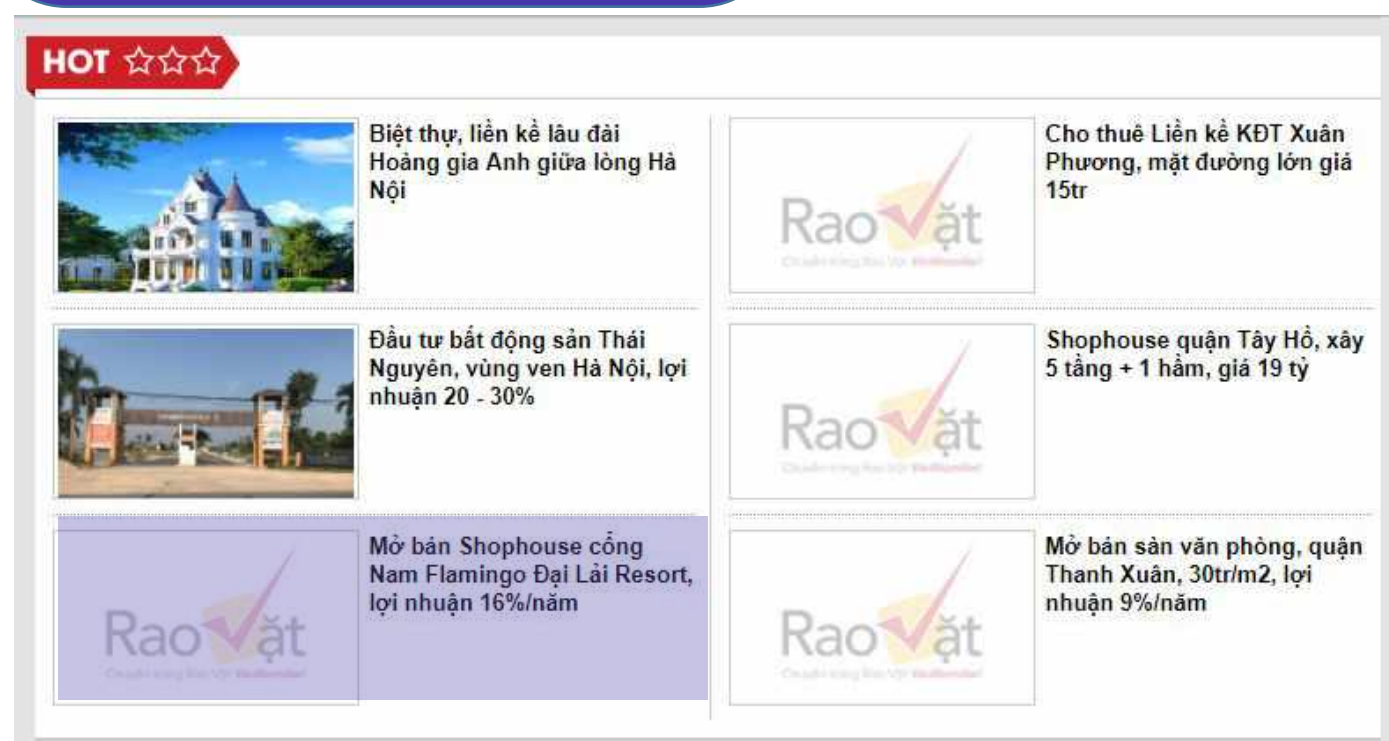 HOT
Biệt thự, liền kề lâu đài
Hoàng gia Anh giữa lòng Hà
Nội
Cho thuê Liền kề KĐT Xuân
Phương, mặt đường lớn giá
15tr
Rao Vặt
Đầu tư bất động sản Thái
Nguyên, vùng ven Hà Nội, lợi
nhuận 20 - 30%
Shophouse quận Tây Hồ, xây
5 tầng + 1 hầm, giá 19 tỷ
Rao Vặt
Mở bán Shophouse cổng
Nam Flamingo Đại Lải Resort,
lợi nhuận 16%/năm
Rao Vặt
Mở bán sàn văn phòng, quận
Thanh Xuân, 30tr/m2, lợi
nhuận 9%/năm
Rao Vặt